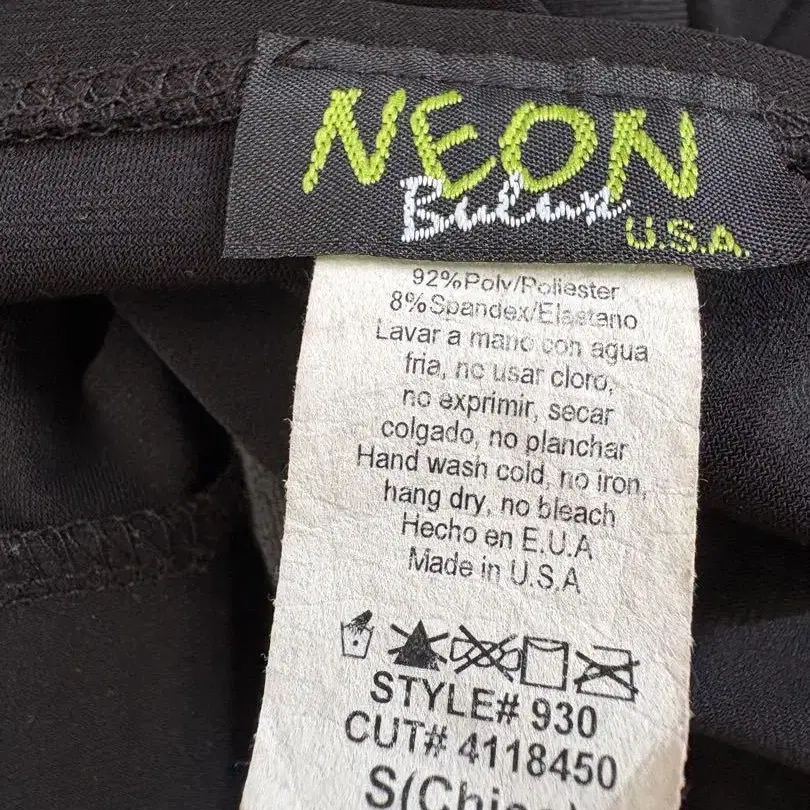 NEON
Bulux
U.S.A.
92%Poly/Poliester
8%Spandex/Elastano
Lavar a mano con agua
fria, no usar cloro,
no exprimir, secar
colgado, no planchar
Hand wash cold, no iron,
hang dry, no bleach
Hecho en E.U.A
Made in U.S.A
STYLE# 930
CUT# 4118450